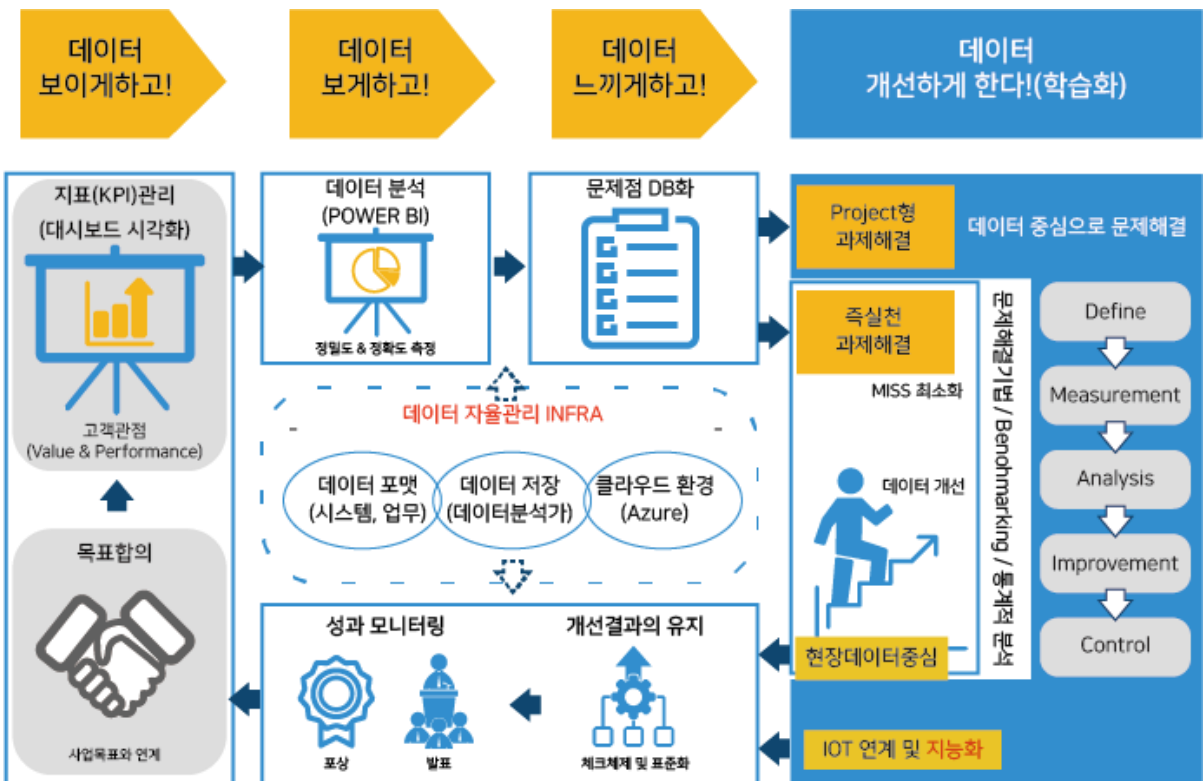 데이터
보이게하고!
데이터
보게하고!
데이터
느끼게하고!
데이터
개선하게 한다!(학습화)
지표(KPI)관리
(대시보드 시각화)
고객관점
(Value & Performance)
목표합의
사업목표와 연계
데이터 분석
(POWER BI)
정밀도 & 정확도 측정
문제점 DB화
데이터 자율관리 INFRA
데이터 포맷
(시스템, 업무)
데이터 저장
(데이터분석가)
클라우드 환경
(Azure)
성과 모니터링
포상
발표
개선결과의 유지
체크체제 및 표준화
Project형
과제해결
데이터 중심으로 문제해결
즉실천
과제해결
MISS 최소화
데이터 개선
현장데이터중심
문제해결기법 / Benohmarking / 통계적 분석
Define
Measurement
Analysis
Improvement
Control
IOT 연계 및 지능화